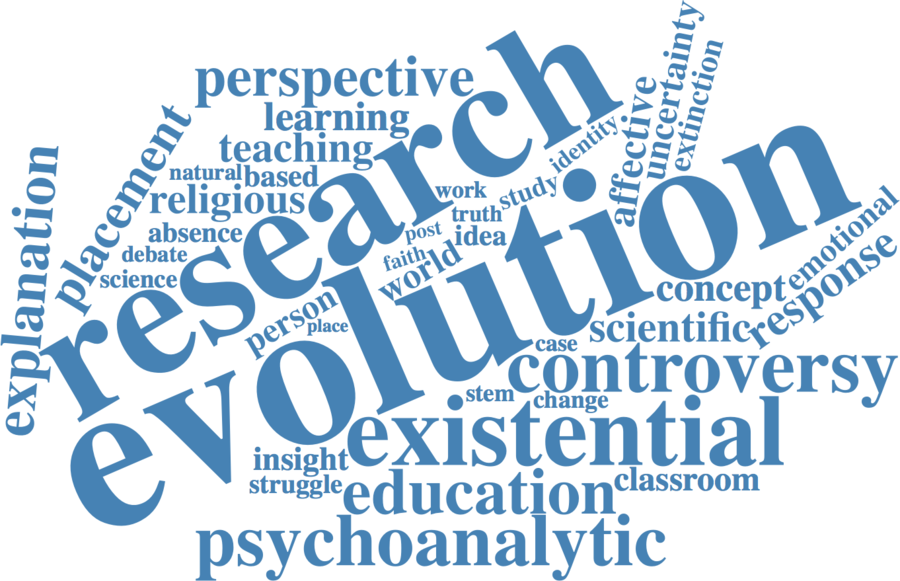 perspective
learning
teaching
natural
based
religious
absence
debate
science
explanation
placement
research
evolution
work
truth
study
identity
post
idea
faith
world
person
place
affective
uncertainty
extinction
emotional
concept
response
scientific
case
controversy
stem
change
existential
insight
struggle
education
classroom
psychoanalytic